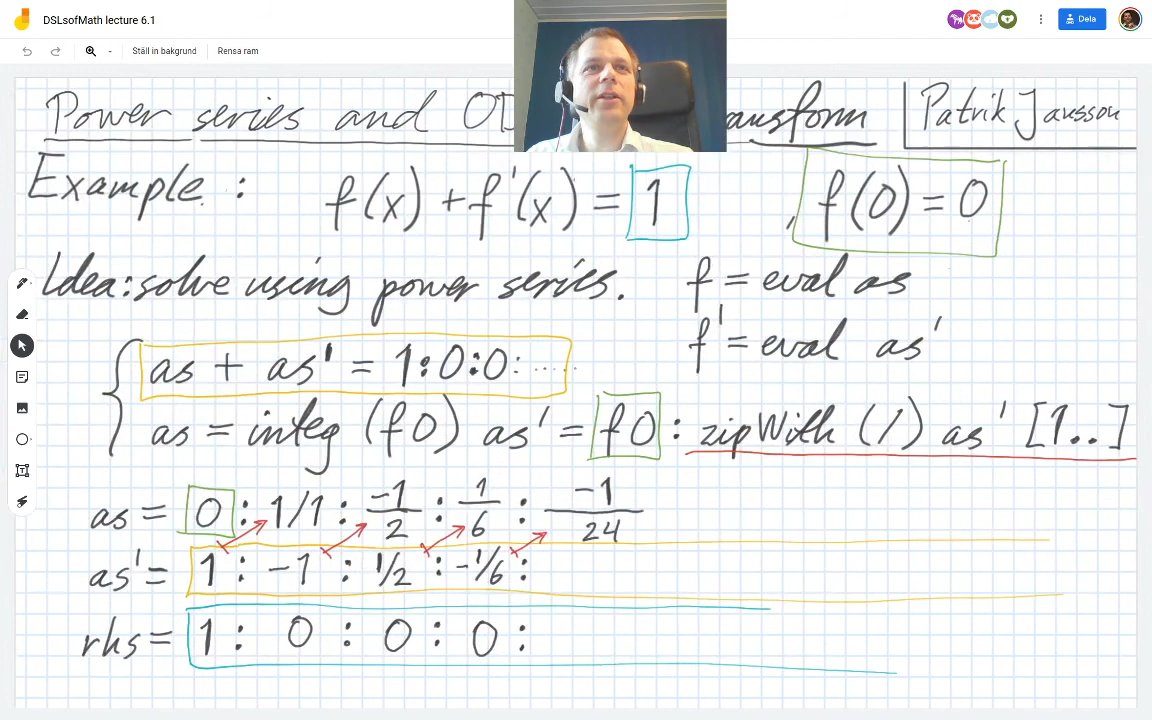 DSLsofMath lecture 6.1
Dela
Ställ in bakgrund Rensa ram
Power series and OD ansform Patrik Jansson
Example : f(x) + f'(x) = 1 , f(0) = 0
Idea: solve using power series. f = eval as
f' = eval as'
as + as' = 1:0:0: .....
as = integ (f0) as' = f0 : zipWith (/) as' [1..]
as = 0 : 1/1 : -1/2 : 1/6 : -1/24
as' = 1 : -1 : 1/2 : -1/6 :
rhs = 1 : 0 : 0 : 0 :